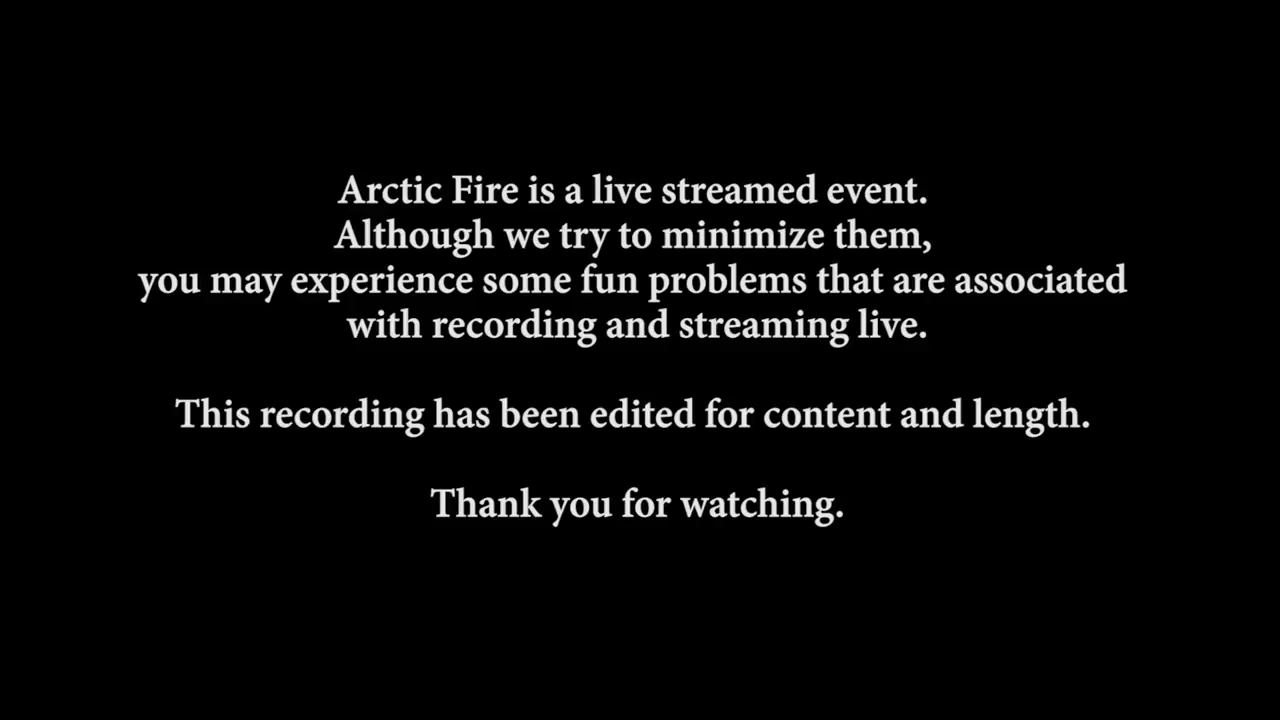 Arctic Fire is a live streamed event.
Although we try to minimize them,
you may experience some fun problems that are associated
with recording and streaming live.
This recording has been edited for content and length.
Thank you for watching.